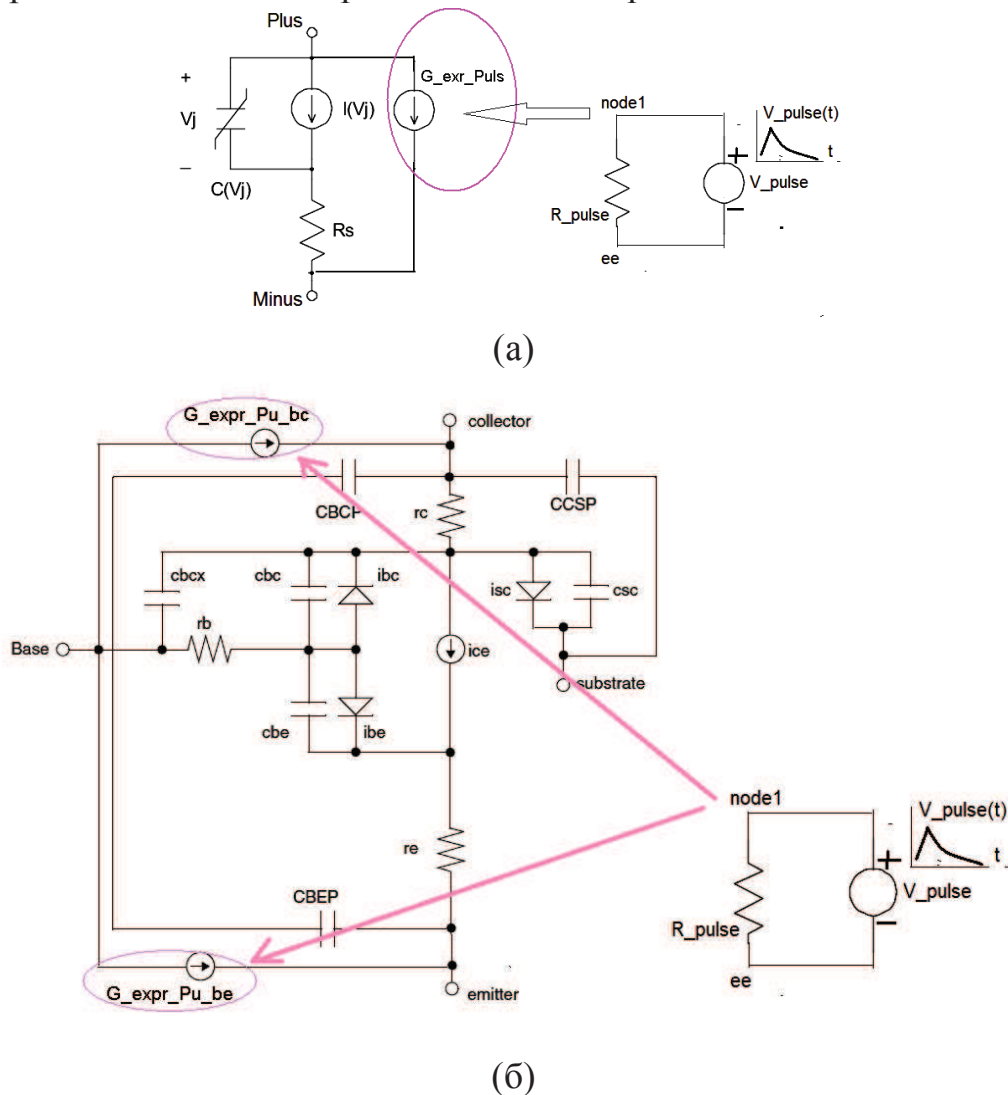 Plus
+
G_exr_Puls
node1
V_pulse(t)
Vj
I(Vj)
+
t
V_pulse
−
C(Vj)
R_pulse
−
Rs
ee
Minus
(а)
G_expr_Pu_bc
collector
CBCP
rc
CCSP
cbcx
cbc
ibc
isc
csc
rb
Base
ice
substrate
cbe
ibe
node1
V_pulse(t)
re
+
t
CBEP
V_pulse
R_pulse
−
G_expr_Pu_be
ee
emitter
(б)